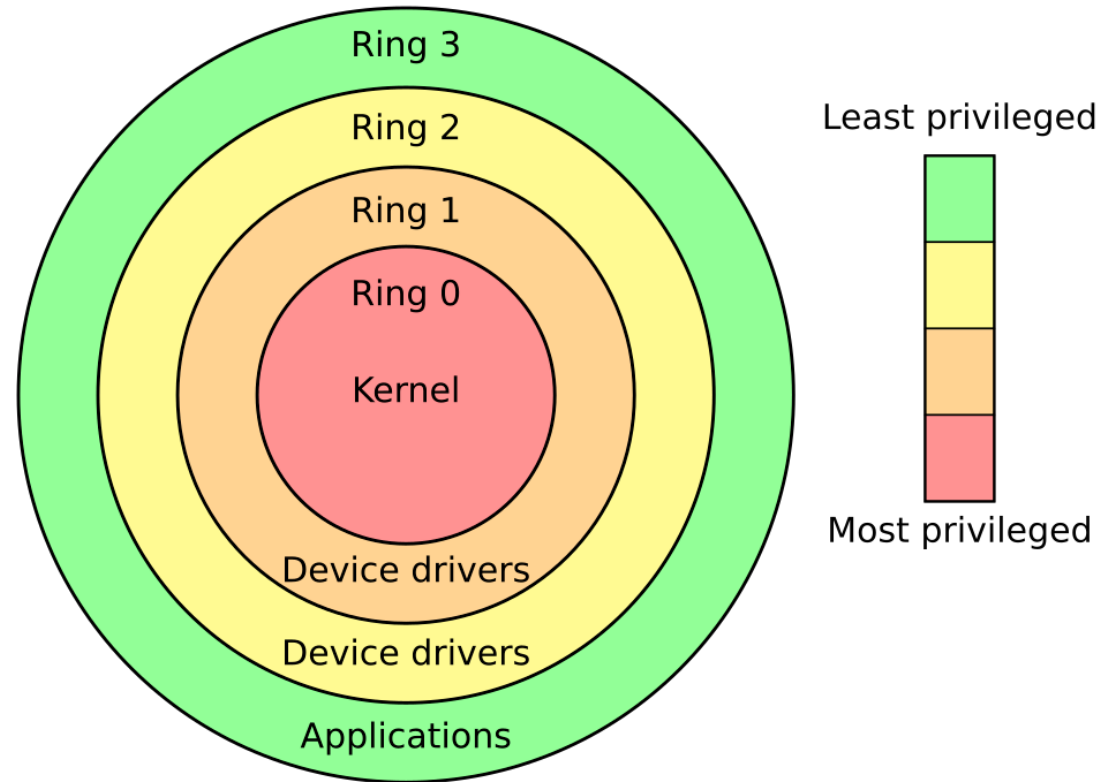 Ring 3
Ring 2
Ring 1
Ring 0
Kernel
Device drivers
Device drivers
Applications
Least privileged
Most privileged